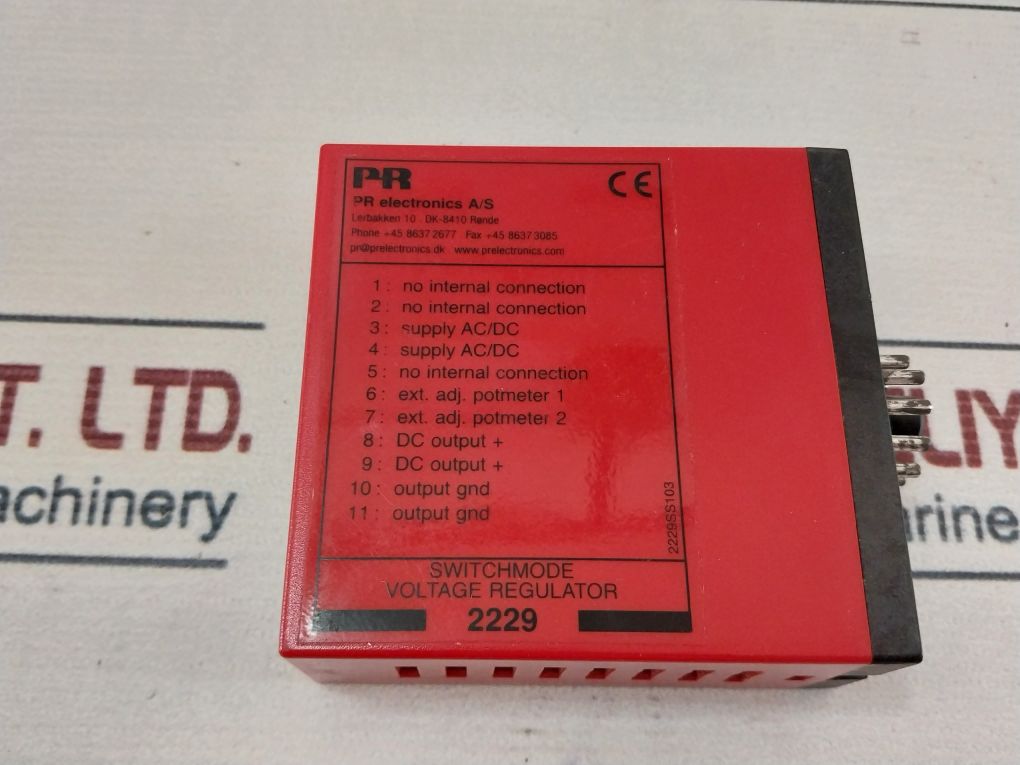 PR
CE
PR electronics A/S
Lerbakken 10 . DK-8410 Rønde
Phone +45 8637 2677 Fax +45 8637 3085
pr@prelectronics.dk . www.prelectronics.com
1 : no internal connection
2 : no internal connection
3 : supply AC/DC
4 : supply AC/DC
5 : no internal connection
6 : ext. adj. potmeter 1
7 : ext. adj. potmeter 2
8 : DC output +
9 : DC output +
10 : output gnd
11 : output gnd
2229SS103
SWITCHMODE
VOLTAGE REGULATOR
2229
T. LTD.
achinery
LIY
arine